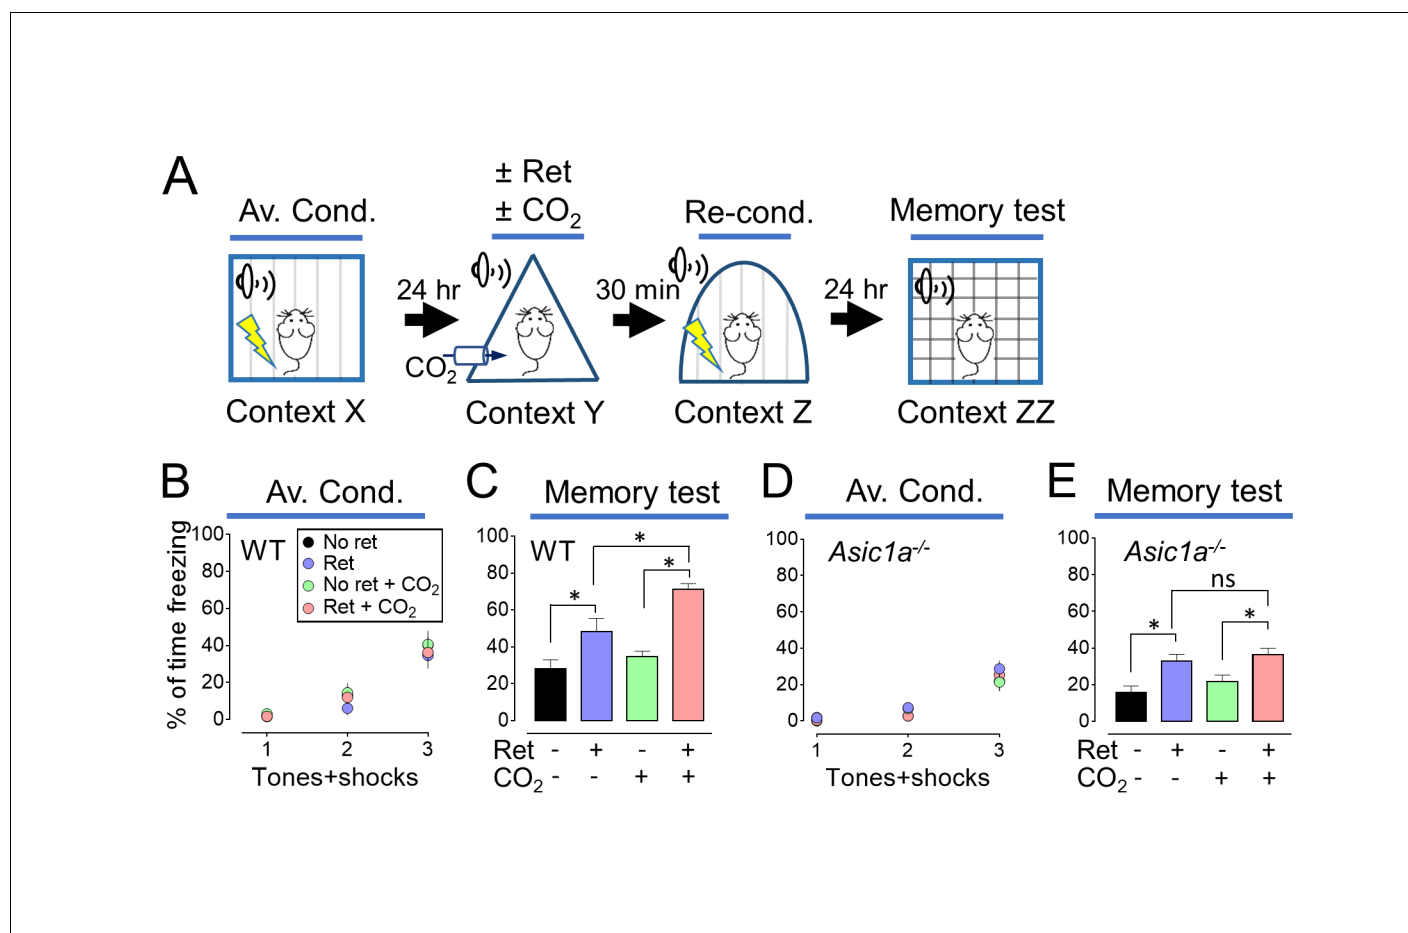 A
Av. Cond.
± Ret
± CO2
Re-cond.
Memory test
24 hr
30 min
24 hr
CO2
Context X
Context Y
Context Z
Context ZZ
B
Av. Cond.
% of time freezing
100
80
60
40
20
0
WT
No ret
Ret
No ret + CO2
Ret + CO2
1 2 3
Tones+shocks
C
Memory test
WT
100
80
60
40
20
0
* * *
Ret - + - +
CO2 - - + +
D
Av. Cond.
Asic1a-/-
100
80
60
40
20
0
1 2 3
Tones+shocks
E
Memory test
Asic1a-/-
100
80
60
40
20
0
ns
* *
Ret - + - +
CO2 - - + +